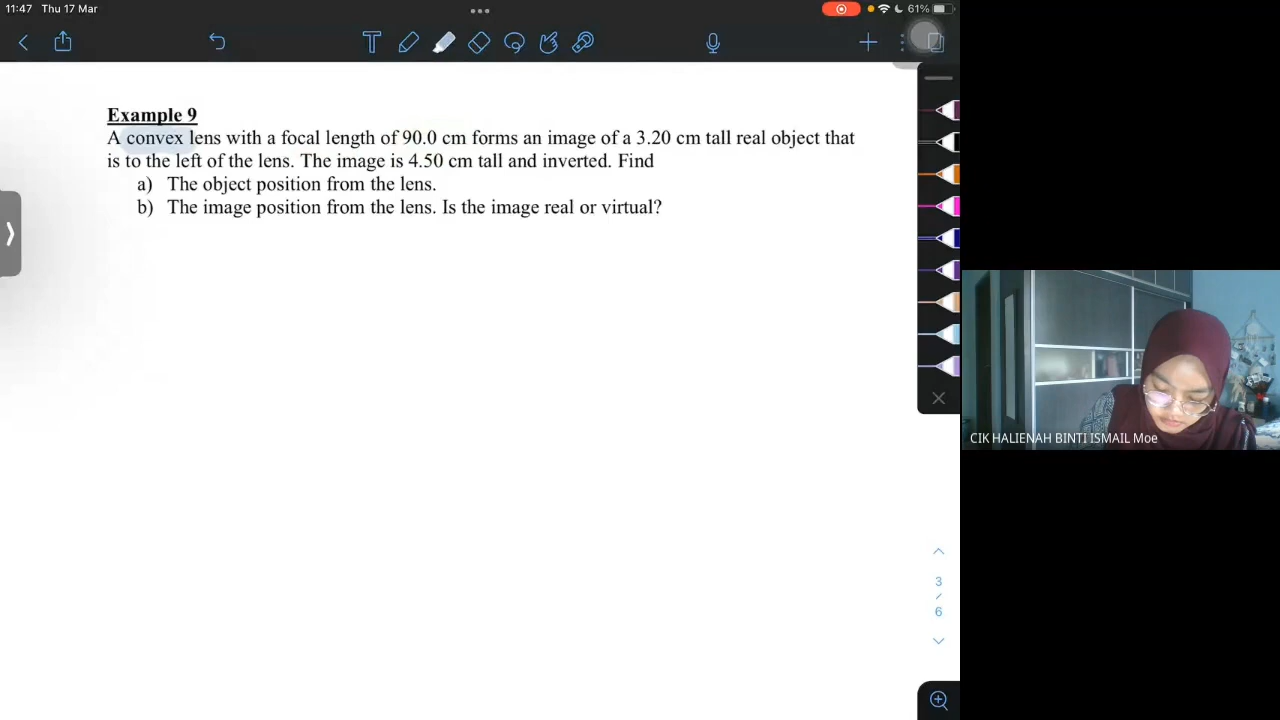 11:47 Thu 17 Mar
61%
Example 9
A convex lens with a focal length of 90.0 cm forms an image of a 3.20 cm tall real object that
is to the left of the lens. The image is 4.50 cm tall and inverted. Find
a) The object position from the lens.
b) The image position from the lens. Is the image real or virtual?
3
/
6
CIK HALIENAH BINTI ISMAIL Moe